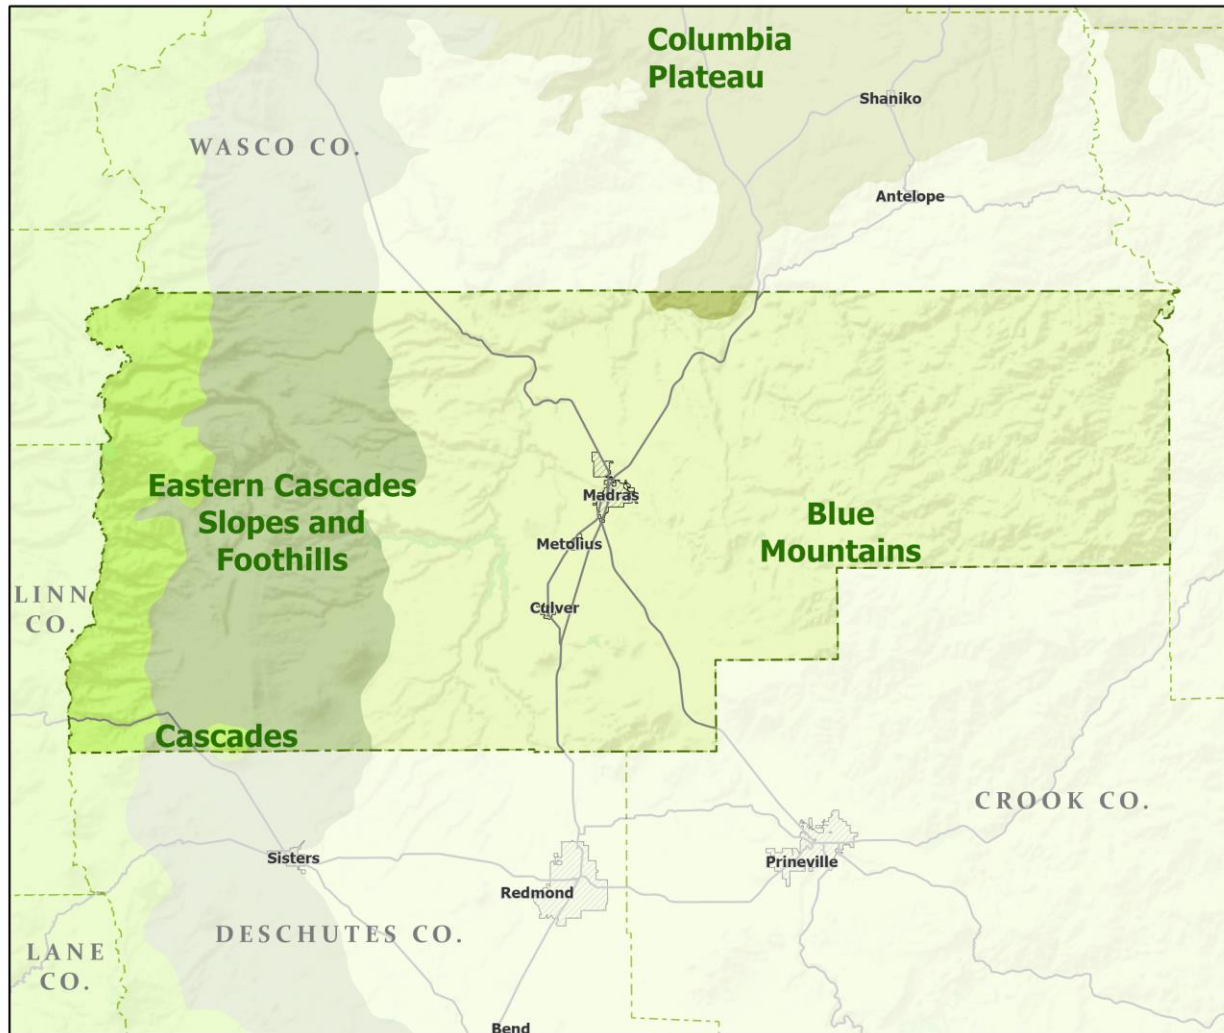 Columbia
Plateau
Shaniko
WASCO CO.
Antelope
Eastern Cascades
Slopes and
Foothills
Madras
Blue
Mountains
Metolius
LINN
CO.
Culver
Cascades
CROOK CO.
Sisters
Prineville
Redmond
DESCHUTES CO.
LANE
CO.
Bend